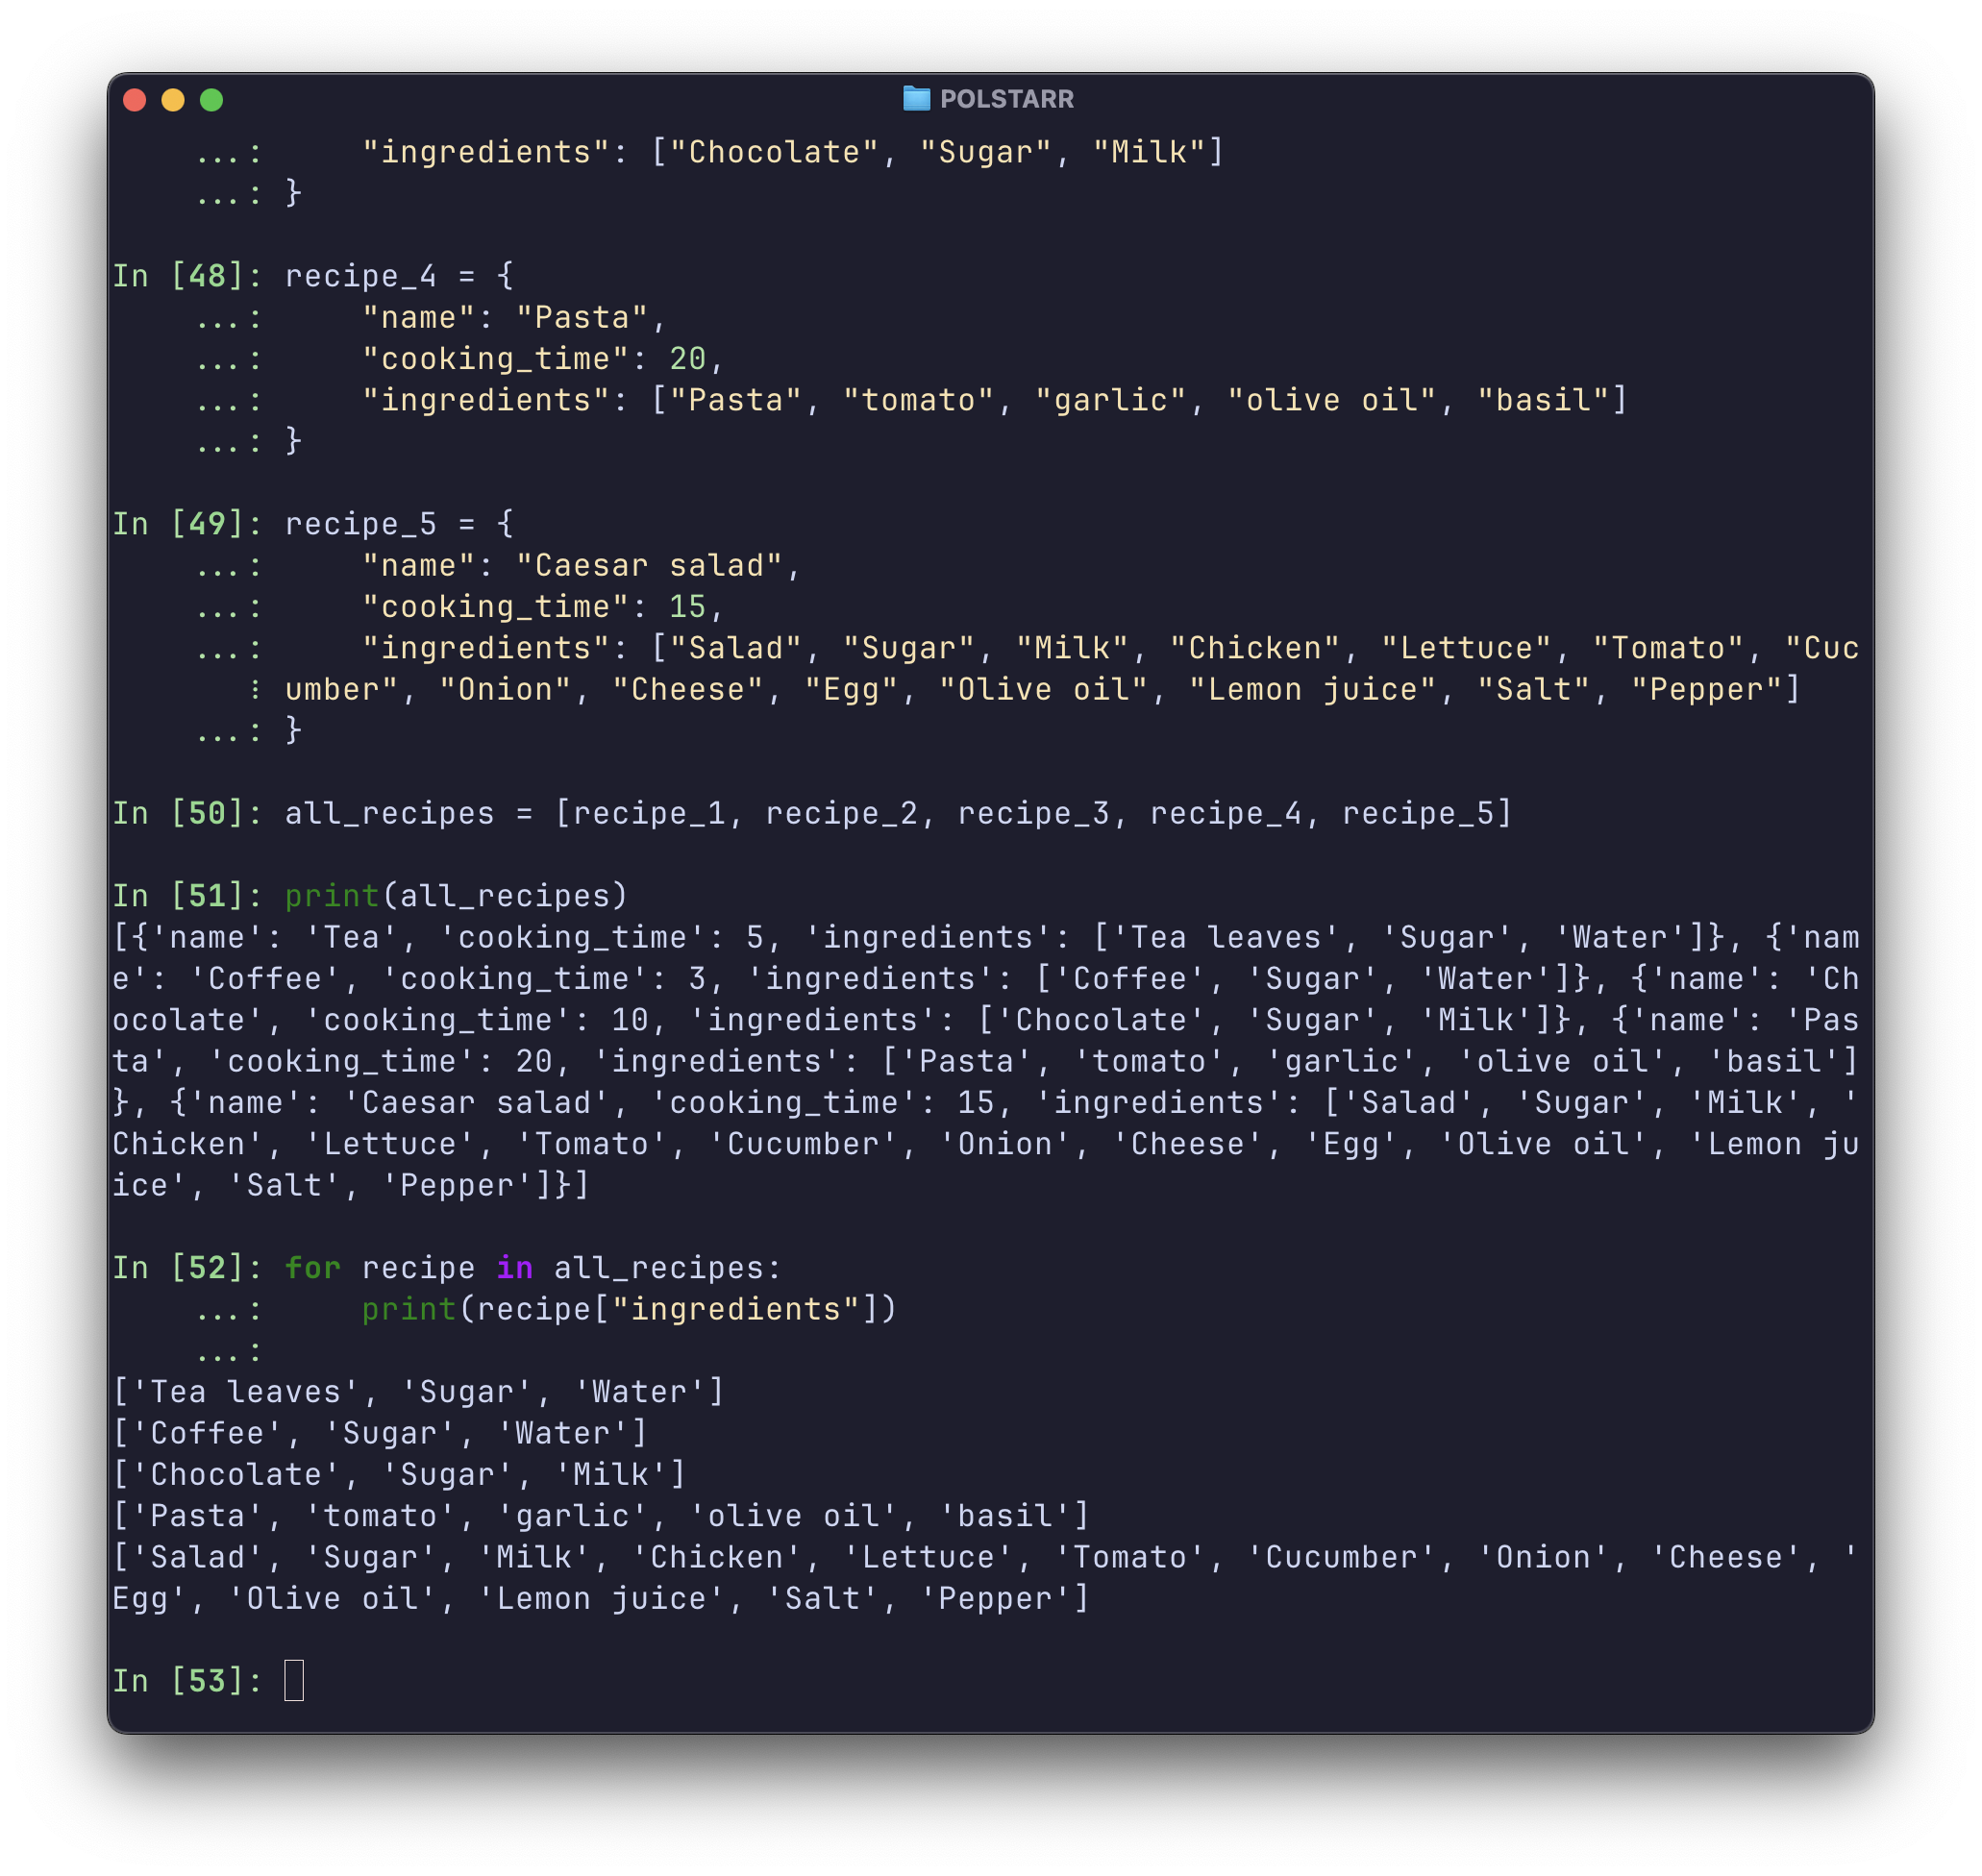 POLSTARR
...:     "ingredients": ["Chocolate", "Sugar", "Milk"]
...: }
In [48]: recipe_4 = {
...:     "name": "Pasta",
...:     "cooking_time": 20,
...:     "ingredients": ["Pasta", "tomato", "garlic", "olive oil", "basil"]
...: }
In [49]: recipe_5 = {
...:     "name": "Caesar salad",
...:     "cooking_time": 15,
...:     "ingredients": ["Salad", "Sugar", "Milk", "Chicken", "Lettuce", "Tomato", "Cuc
⋮ umber", "Onion", "Cheese", "Egg", "Olive oil", "Lemon juice", "Salt", "Pepper"]
...: }
In [50]: all_recipes = [recipe_1, recipe_2, recipe_3, recipe_4, recipe_5]
In [51]: print(all_recipes)
[{'name': 'Tea', 'cooking_time': 5, 'ingredients': ['Tea leaves', 'Sugar', 'Water']}, {'nam
e': 'Coffee', 'cooking_time': 3, 'ingredients': ['Coffee', 'Sugar', 'Water']}, {'name': 'Ch
ocolate', 'cooking_time': 10, 'ingredients': ['Chocolate', 'Sugar', 'Milk']}, {'name': 'Pas
ta', 'cooking_time': 20, 'ingredients': ['Pasta', 'tomato', 'garlic', 'olive oil', 'basil']
}, {'name': 'Caesar salad', 'cooking_time': 15, 'ingredients': ['Salad', 'Sugar', 'Milk', '
Chicken', 'Lettuce', 'Tomato', 'Cucumber', 'Onion', 'Cheese', 'Egg', 'Olive oil', 'Lemon ju
ice', 'Salt', 'Pepper']}]
In [52]: for recipe in all_recipes:
...:     print(recipe["ingredients"])
...:
['Tea leaves', 'Sugar', 'Water']
['Coffee', 'Sugar', 'Water']
['Chocolate', 'Sugar', 'Milk']
['Pasta', 'tomato', 'garlic', 'olive oil', 'basil']
['Salad', 'Sugar', 'Milk', 'Chicken', 'Lettuce', 'Tomato', 'Cucumber', 'Onion', 'Cheese', '
Egg', 'Olive oil', 'Lemon juice', 'Salt', 'Pepper']
In [53]: